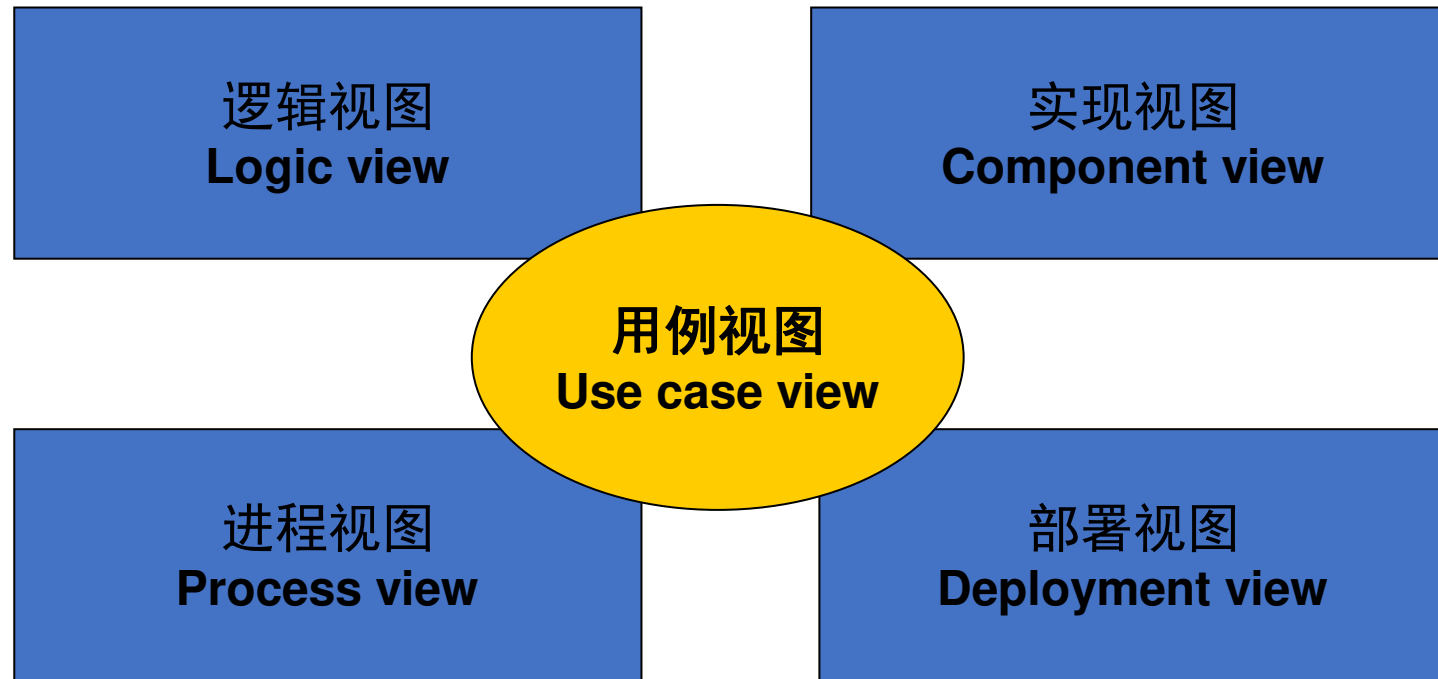 逻辑视图
Logic view
实现视图
Component view
用例视图
Use case view
进程视图
Process view
部署视图
Deployment view